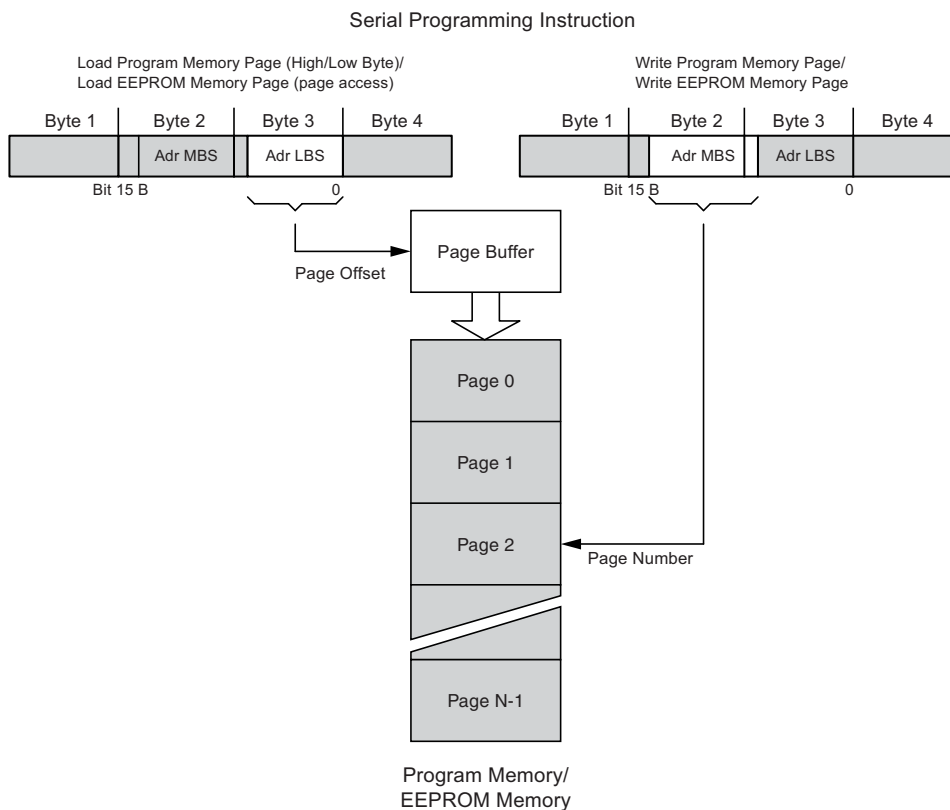 Serial Programming Instruction
Load Program Memory Page (High/Low Byte)/
Load EEPROM Memory Page (page access)
Write Program Memory Page/
Write EEPROM Memory Page
Byte 1 Byte 2 Byte 3 Byte 4
Byte 1 Byte 2 Byte 3 Byte 4
Adr MBS Adr LBS
Adr MBS Adr LBS
Bit 15 B 0
Bit 15 B 0
Page Buffer
Page Offset
Page 0
Page 1
Page 2
Page Number
Page N-1
Program Memory/
EEPROM Memory